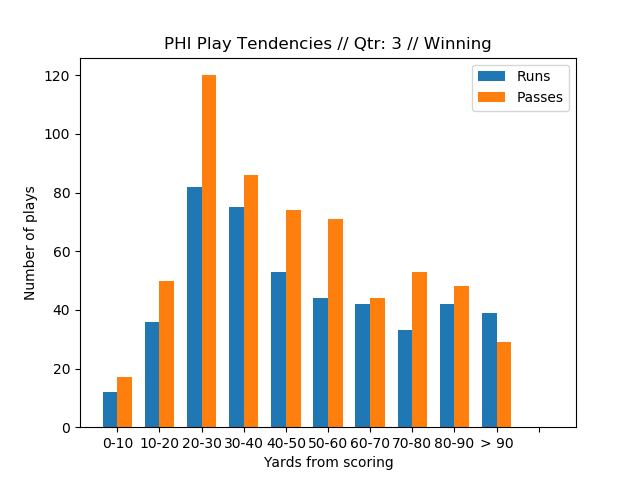 PHI Play Tendencies // Qtr: 3 // Winning
Runs
Passes
Number of plays
120
100
80
60
40
20
0
0-10 10-20 20-30 30-40 40-50 50-60 60-70 70-80 80-90 > 90
Yards from scoring